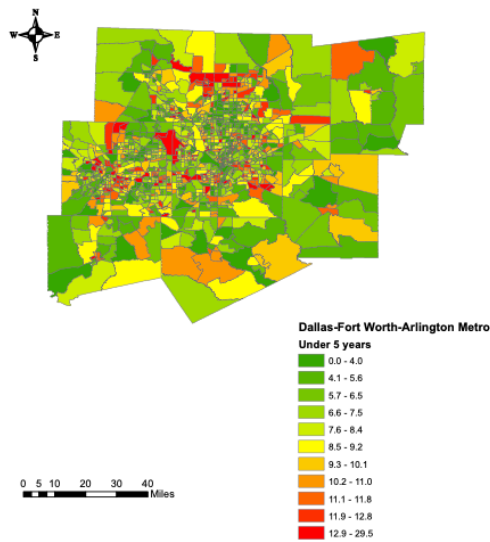 N
W E
S
Dallas-Fort Worth-Arlington Metro
Under 5 years
0.0 - 4.0
4.1 - 5.6
5.7 - 6.5
6.6 - 7.5
7.6 - 8.4
8.5 - 9.2
9.3 - 10.1
10.2 - 11.0
11.1 - 11.8
11.9 - 12.8
12.9 - 29.5
0 5 10 20 30 40
Miles